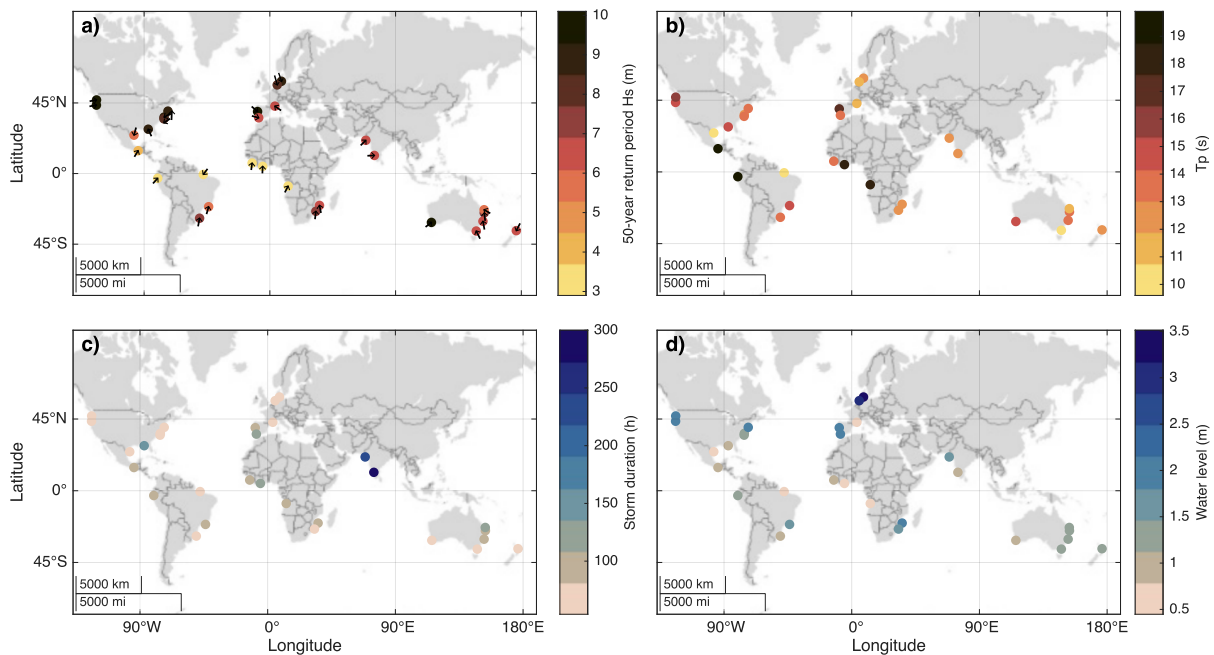 a)
45°N
0°
45°S
Latitude
5000 km
5000 mi
10
9
8
7
6
5
4
3
50-year return period Hs (m)
b)
5000 km
5000 mi
19
18
17
16
15
14
13
12
11
10
Tp (s)
c)
45°N
0°
45°S
Latitude
5000 km
5000 mi
90°W
0°
90°E
180°E
Longitude
300
250
200
150
100
Storm duration (h)
d)
5000 km
5000 mi
90°W
0°
90°E
180°E
Longitude
3.5
3
2.5
2
1.5
1
0.5
Water level (m)